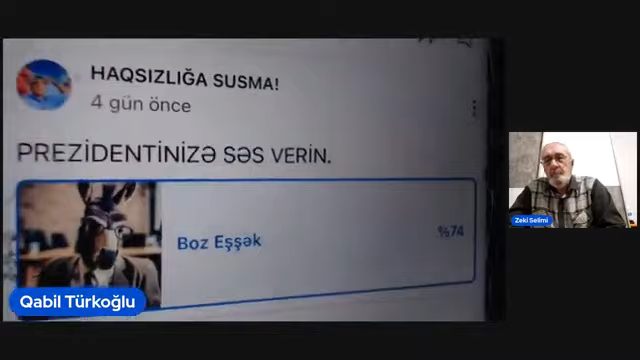 HAQSIZLIĞA SUSMA!
4 gün önce
PREZİDENTİNİZƏ SƏS VERİN.
Boz Eşşək
%74
Qabil Türkoğlu
Zeki Selimi